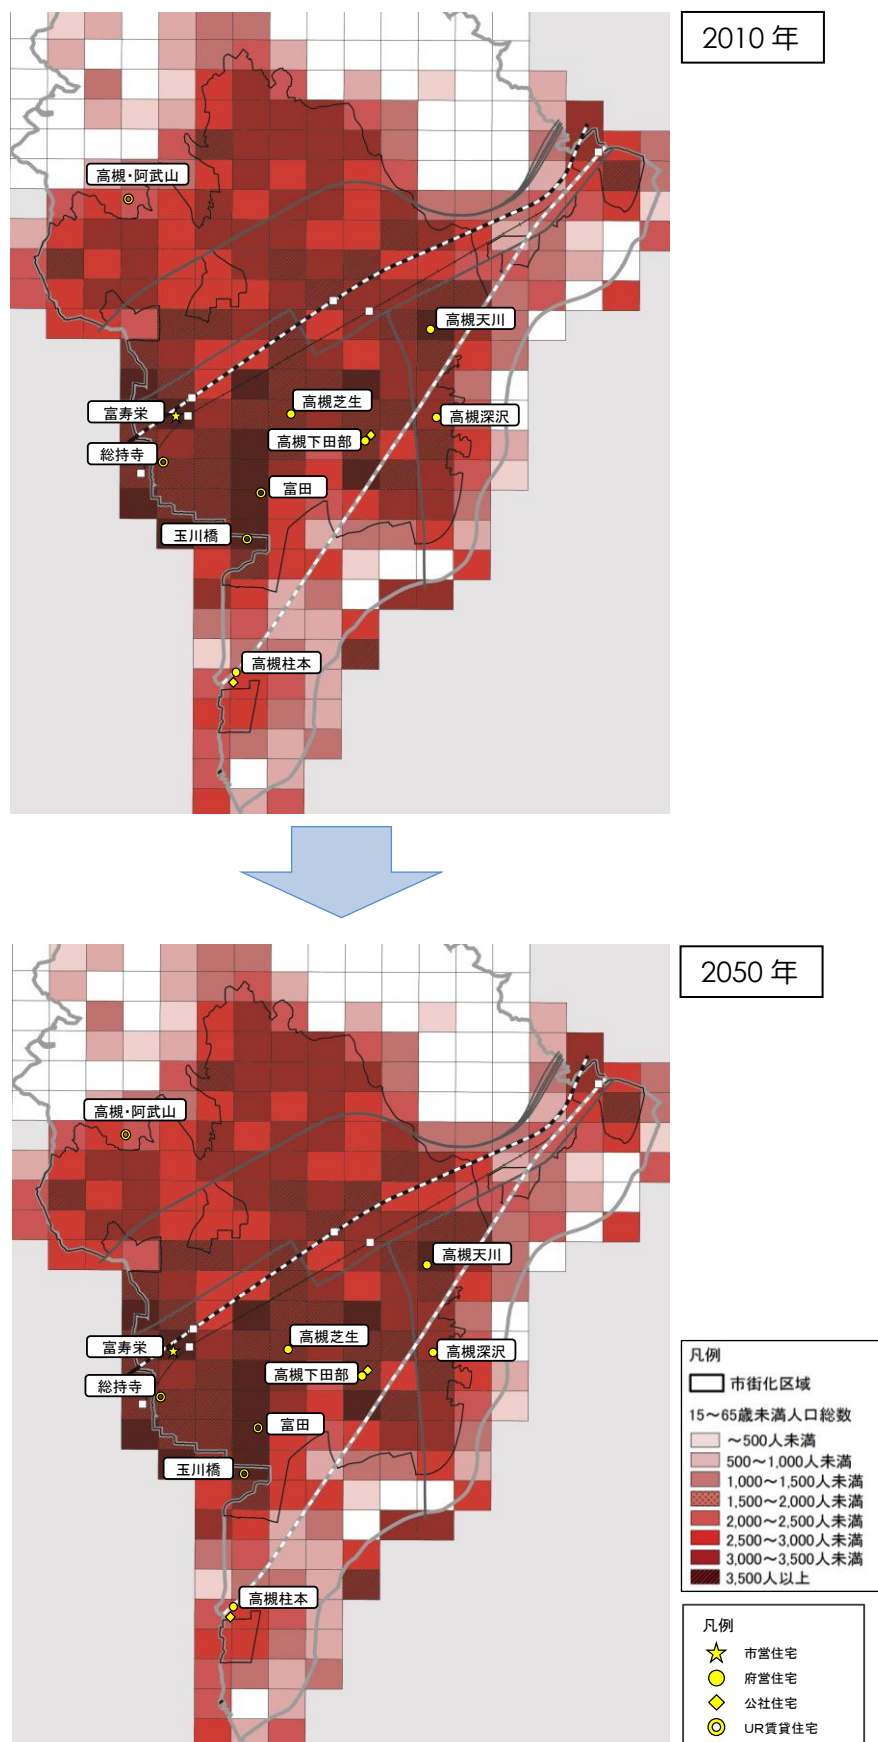 2010 年
高槻・阿武山
高槻天川
富寿栄
高槻芝生
高槻深沢
高槻下田部
総持寺
富田
玉川橋
高槻柱本
2050 年
高槻・阿武山
高槻天川
富寿栄
高槻芝生
高槻深沢
高槻下田部
総持寺
富田
玉川橋
高槻柱本
凡例
市街化区域
15～65歳未満人口総数
～500人未満
500～1,000人未満
1,000～1,500人未満
1,500～2,000人未満
2,000～2,500人未満
2,500～3,000人未満
3,000～3,500人未満
3,500人以上
凡例
市営住宅
府営住宅
公社住宅
UR賃貸住宅